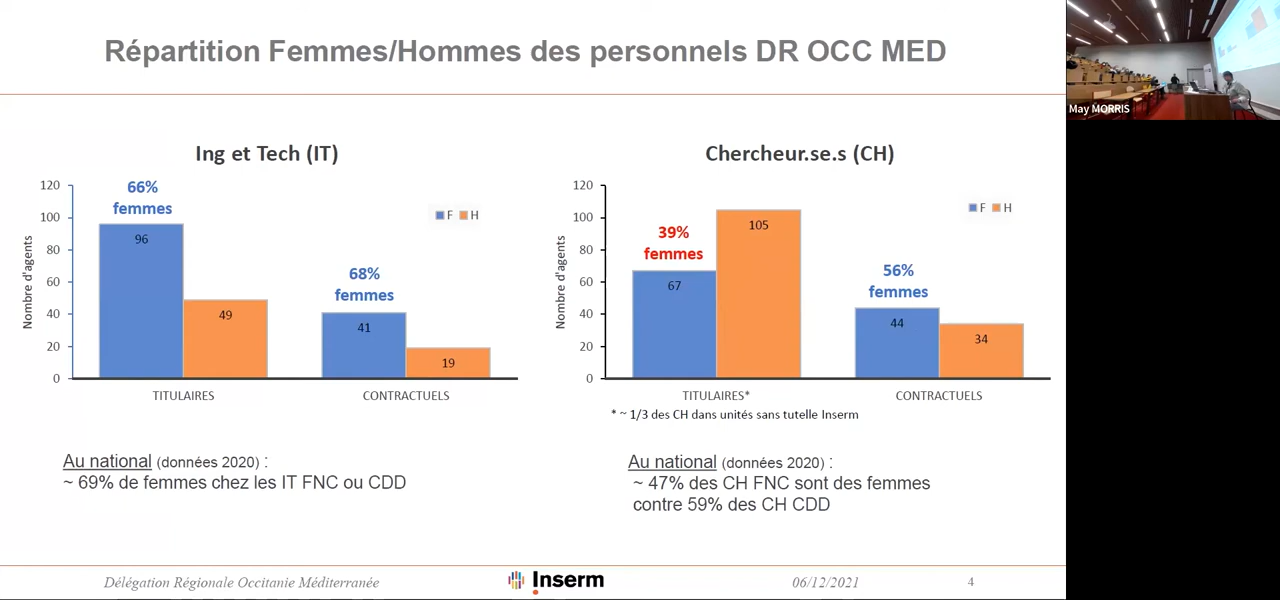 Répartition Femmes/Hommes des personnels DR OCC MED
May MORRIS
Ing et Tech (IT)
Nombre d'agents
120
100
80
60
40
20
0
66%
femmes
96
49
68%
femmes
41
19
F H
TITULAIRES
CONTRACTUELS
Au national (données 2020) :
~ 69% de femmes chez les IT FNC ou CDD
Chercheur.se.s (CH)
Nombre d'agents
120
100
80
60
40
20
0
39%
femmes
67
105
56%
femmes
44
34
F H
TITULAIRES*
CONTRACTUELS
* ~ 1/3 des CH dans unités sans tutelle Inserm
Au national (données 2020) :
~ 47% des CH FNC sont des femmes
contre 59% des CH CDD
Délégation Régionale Occitanie Méditerranée
Inserm
06/12/2021
4